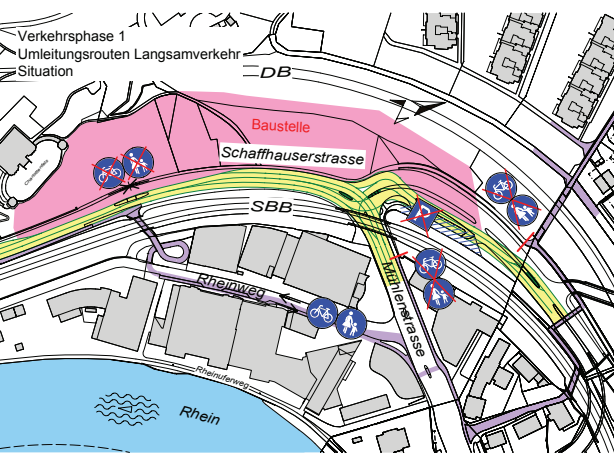 Verkehrsphase 1
Umleitungsrouten Langsamverkehr
Situation
DB
Baustelle
Schaffhauserstrasse
SBB
Rheinweg
Mühlenstrasse
Rheinuferweg
Rhein